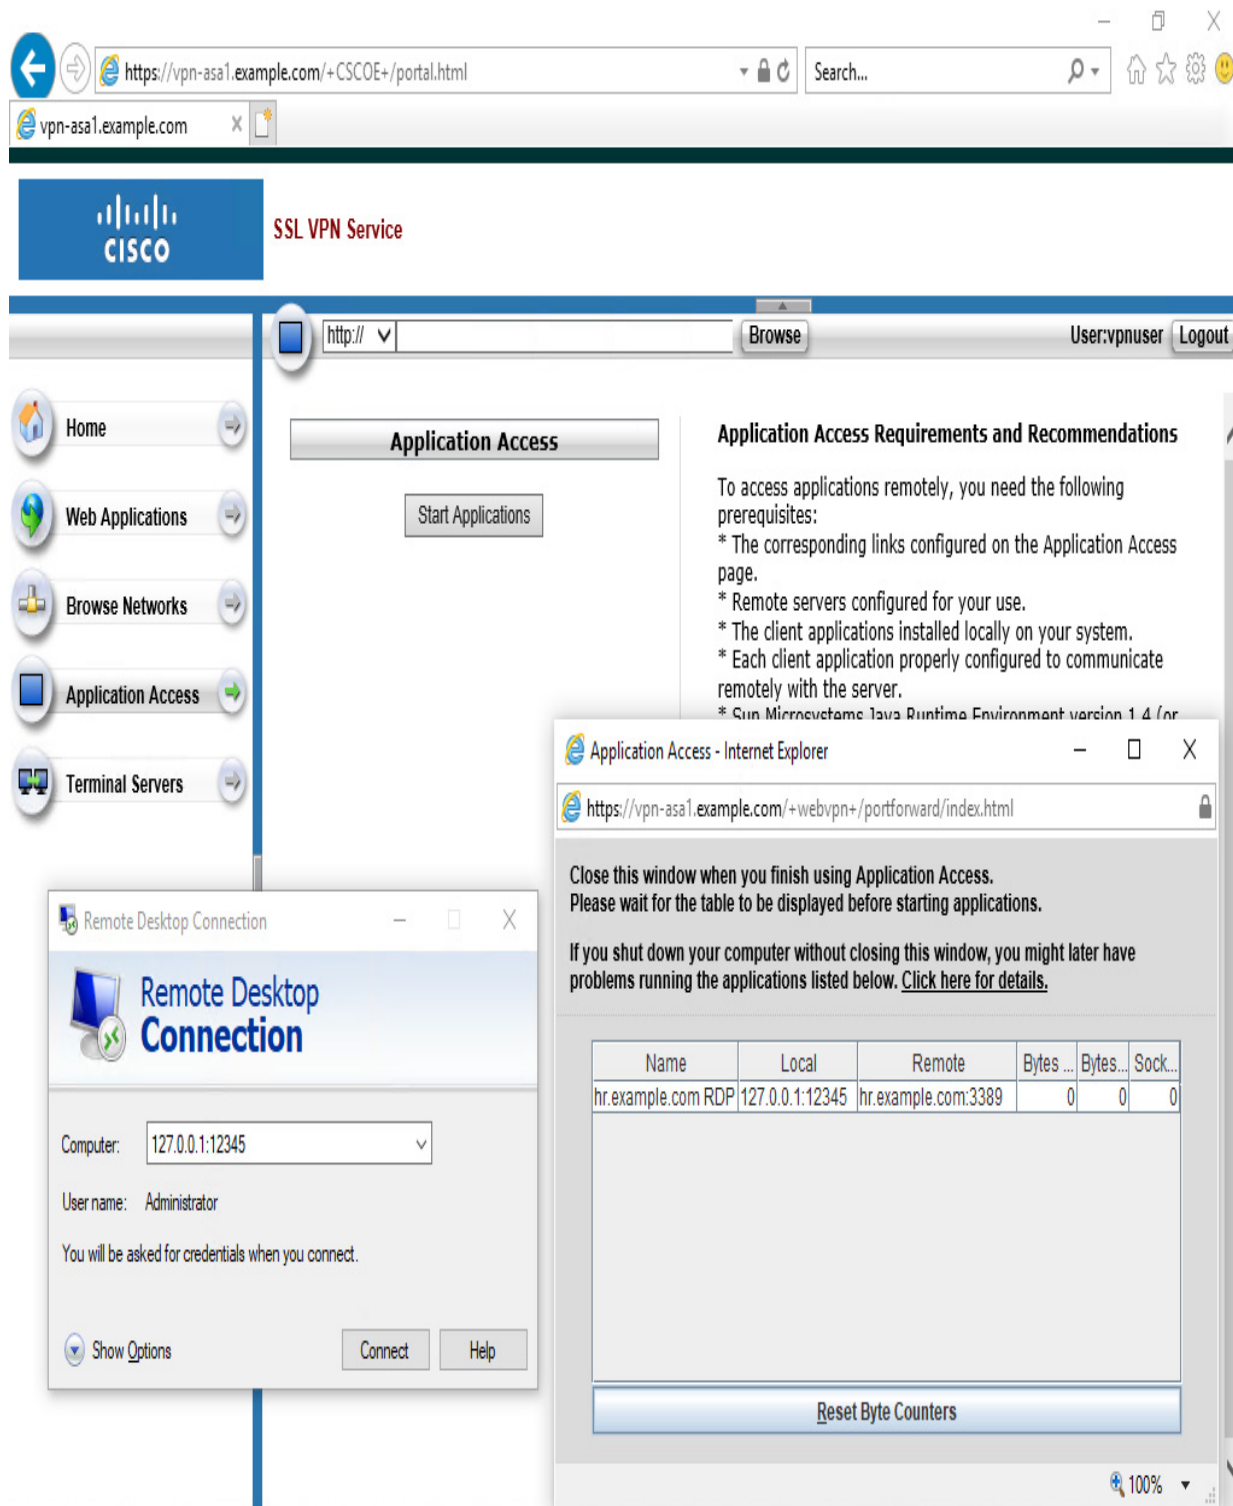 https://vpn-asa1.example.com/+CSCOE+/portal.html
Search...
vpn-asa1.example.com
CISCO
SSL VPN Service
http://
Browse
User:vpnuser
Logout
Home
Web Applications
Browse Networks
Application Access
Terminal Servers
Application Access
Start Applications
Application Access Requirements and Recommendations
To access applications remotely, you need the following
prerequisites:
* The corresponding links configured on the Application Access
page.
* Remote servers configured for your use.
* The client applications installed locally on your system.
* Each client application properly configured to communicate
remotely with the server.
* Sun Microsystems Java Runtime Environment version 1.4 (or
Remote Desktop Connection
Remote Desktop
Connection
Computer: 127.0.0.1:12345
User name: Administrator
You will be asked for credentials when you connect.
Show Options
Connect
Help
Application Access - Internet Explorer
https://vpn-asa1.example.com/+webvpn+/portforward/index.html
Close this window when you finish using Application Access.
Please wait for the table to be displayed before starting applications.
If you shut down your computer without closing this window, you might later have
problems running the applications listed below. Click here for details.
Name Local Remote Bytes ... Bytes... Sock...
hr.example.com RDP 127.0.0.1:12345 hr.example.com:3389 0 0 0
Reset Byte Counters
100%